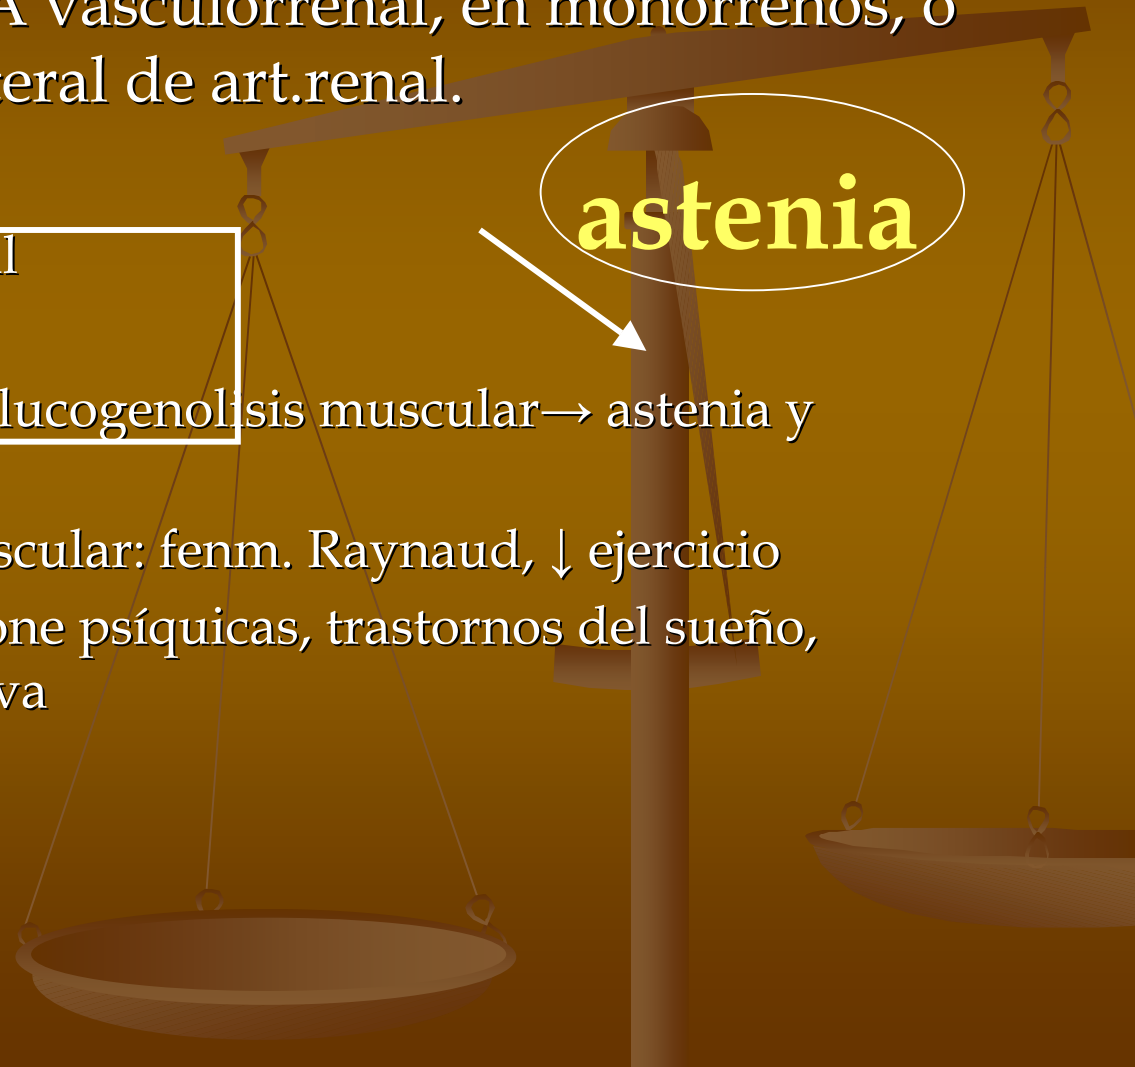 A vasculorrenal, en monorrenos, o
teral de art.renal.
astenia
al
lucogenolisis muscular→ astenia y
scular: fenm. Raynaud, ↓ ejercicio
one psíquicas, trastornos del sueño,
va